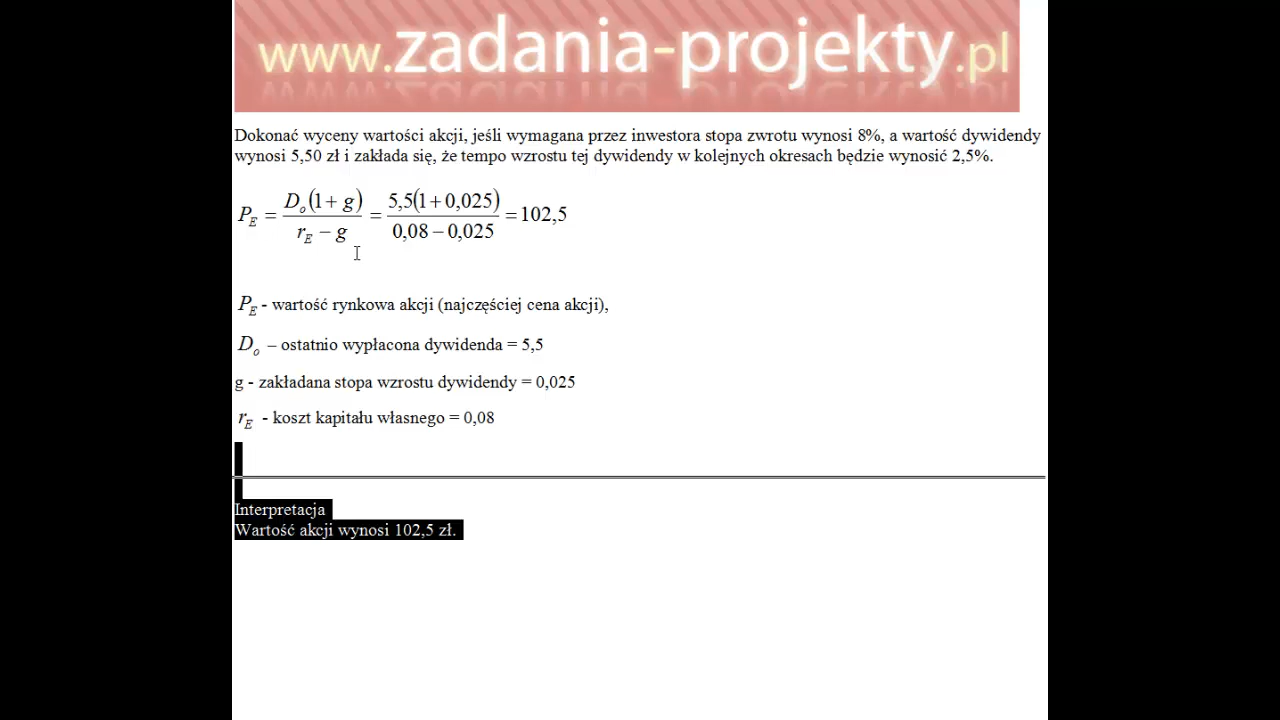 www.zadania-projekty.pl
Dokonać wyceny wartości akcji, jeśli wymagana przez inwestora stopa zwrotu wynosi 8%, a wartość dywidendy
wynosi 5,50 zł i zakłada się, że tempo wzrostu tej dywidendy w kolejnych okresach będzie wynosić 2,5%.
P_E = D_o(1+g) / (r_E − g) = 5,5(1+0,025) / (0,08−0,025) = 102,5
P_E - wartość rynkowa akcji (najczęściej cena akcji),
D_o – ostatnio wypłacona dywidenda = 5,5
g - zakładana stopa wzrostu dywidendy = 0,025
r_E - koszt kapitału własnego = 0,08
Interpretacja
Wartość akcji wynosi 102,5 zł.